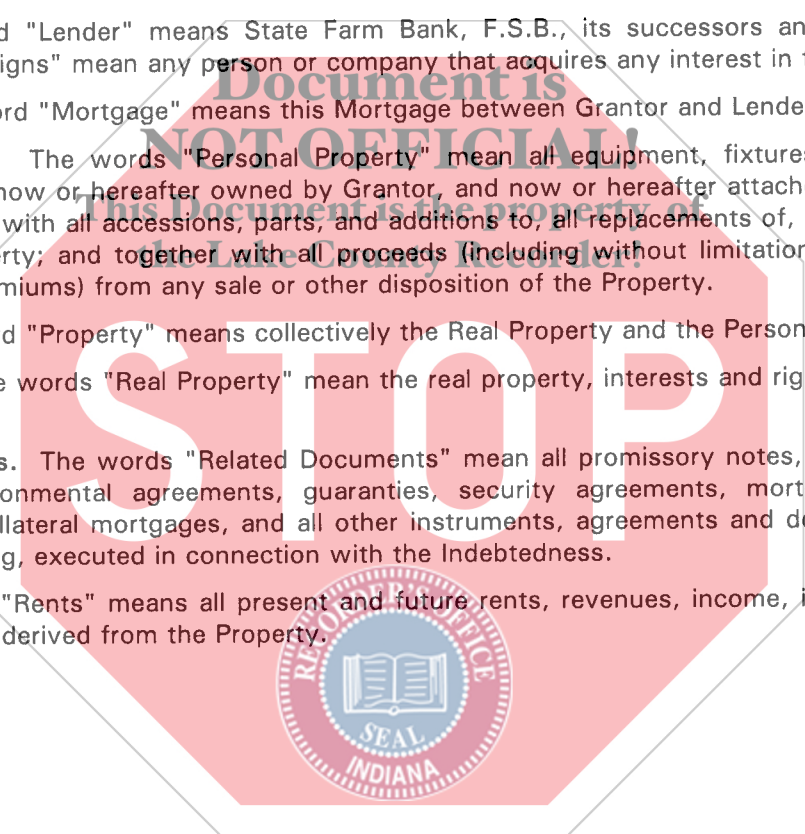 d "Lender" means State Farm Bank, F.S.B., its successors an
igns" mean any person or company that acquires any interest in t
Document is
ord "Mortgage" means this Mortgage between Grantor and Lende
NOT OFFICIAL!
The words "Personal Property" mean all equipment, fixtures
now or hereafter owned by Grantor, and now or hereafter attach
This Document is the property of
with all accessions, parts, and additions to, all replacements of,
the Lake County Recorder!
erty; and together with all proceeds (including without limitation
miums) from any sale or other disposition of the Property.
d "Property" means collectively the Real Property and the Person
e words "Real Property" mean the real property, interests and rig
STOP
s. The words "Related Documents" mean all promissory notes,
onmental agreements, guaranties, security agreements, mort
llateral mortgages, and all other instruments, agreements and do
g, executed in connection with the Indebtedness.
"Rents" means all present and future rents, revenues, income, i
derived from the Property.
RECORDER'S OFFICE
SEAL
INDIANA